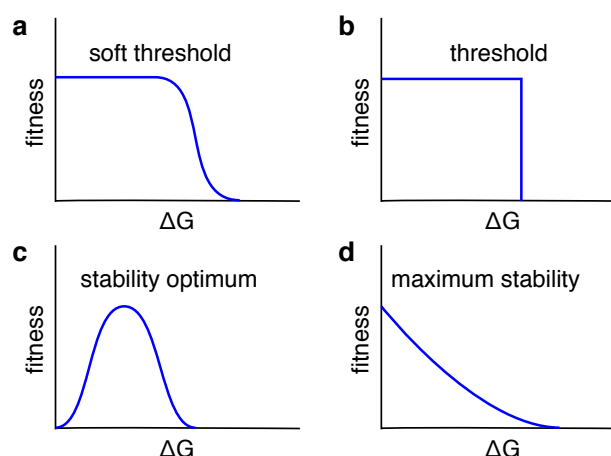 a
soft threshold
fitness
ΔG
b
threshold
fitness
ΔG
c
stability optimum
fitness
ΔG
d
maximum stability
fitness
ΔG